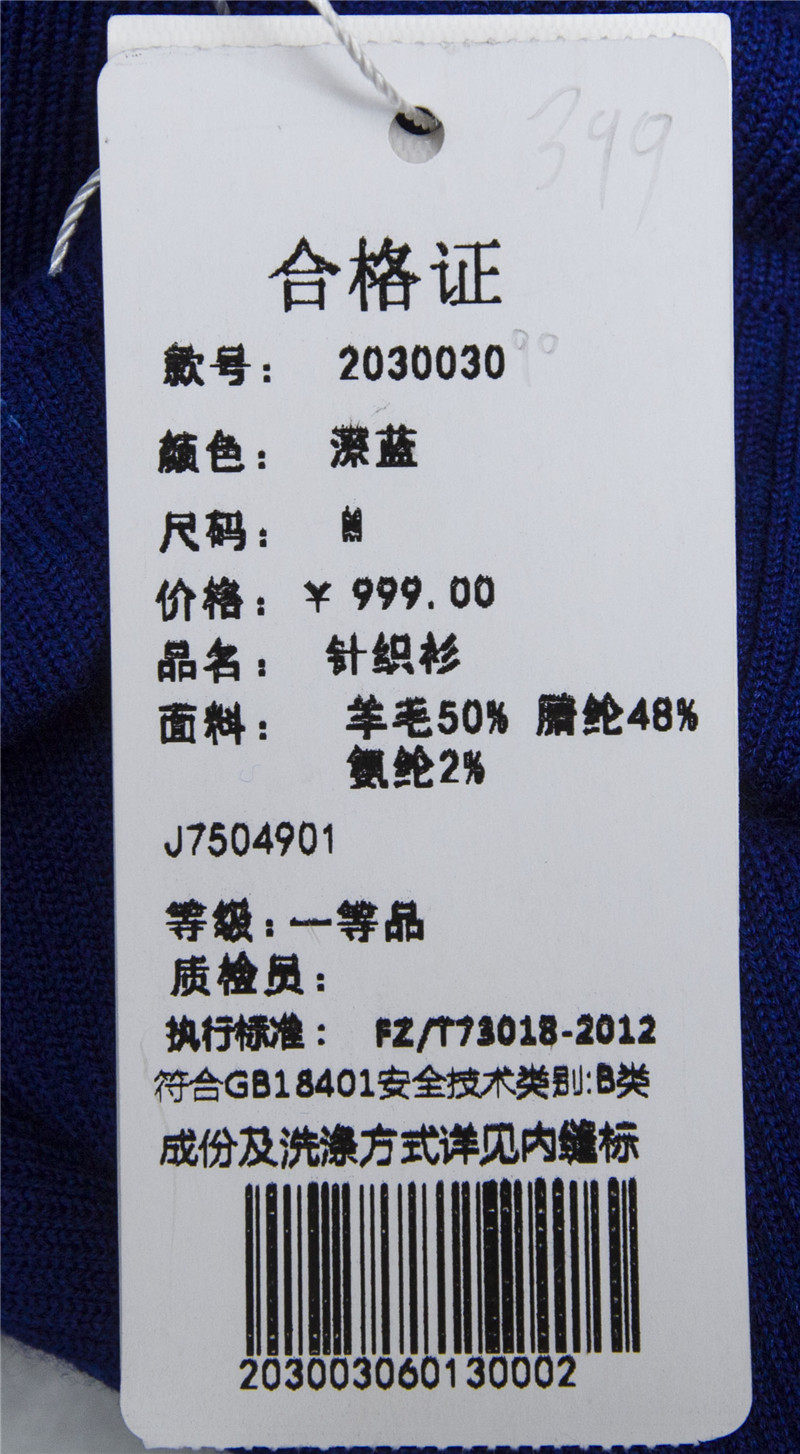 399
合格证
款号： 2030030 90
颜色： 深蓝
尺码： M
价格： ￥ 999.00
品名： 针织衫
面料： 羊毛50% 腈纶48%
氨纶2%
J7504901
等级：一等品
质检员：
执行标准： FZ/T73018-2012
符合GB18401安全技术类别:B类
成份及洗涤方式详见内缝标
203003060130002